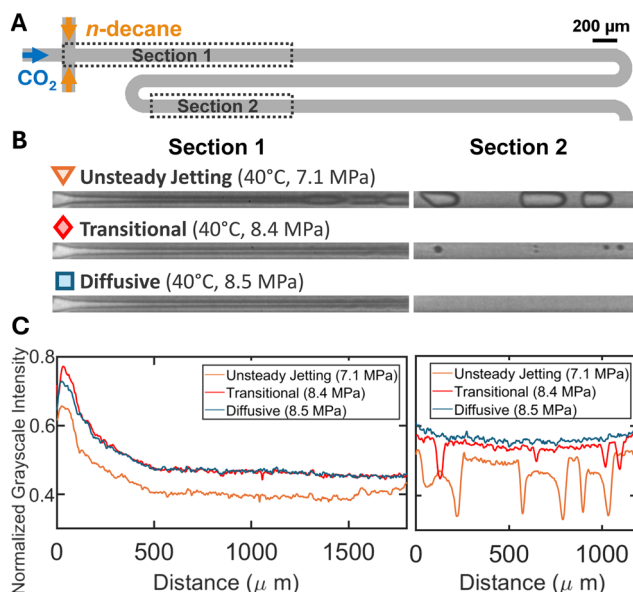 A
n-decane
200 μm
Section 1
CO2
Section 2
B
Section 1
Section 2
Unsteady Jetting (40°C, 7.1 MPa)
Transitional (40°C, 8.4 MPa)
Diffusive (40°C, 8.5 MPa)
C
Normalized Grayscale Intensity
0.8
0.6
0.4
Unsteady Jetting (7.1 MPa)
Transitional (8.4 MPa)
Diffusive (8.5 MPa)
0
500
1000
1500
Distance (μ m)
Unsteady Jetting (7.1 MPa)
Transitional (8.4 MPa)
Diffusive (8.5 MPa)
0
500
1000
Distance (μ m)